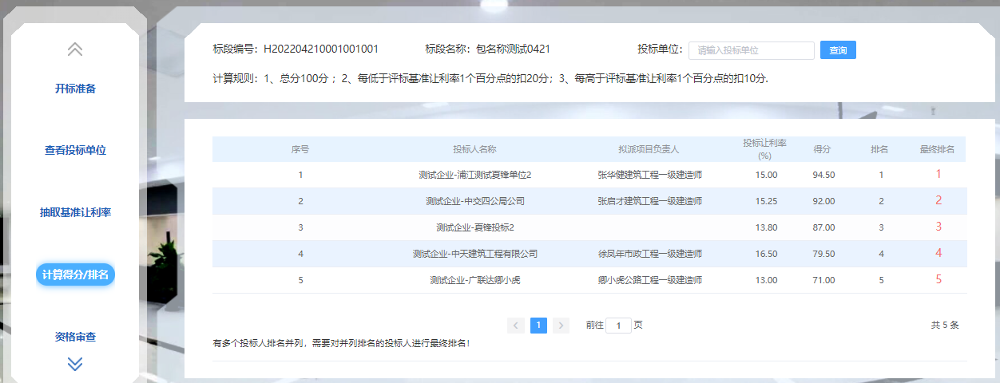 开标准备
查看投标单位
抽取基准让利率
计算得分/排名
资格审查
标段编号：H202204210001001001 标段名称：包名称测试0421 投标单位： 请输入投标单位 查询
计算规则：1、总分100分 ；2、每低于评标基准让利率1个百分点的扣20分；3、每高于评标基准让利率1个百分点的扣10分.
序号 投标人名称 拟派项目负责人 投标让利率(%) 得分 排名 最终排名
1 测试企业-浦江测试夏锋单位2 张华健建筑工程一级建造师 15.00 94.50 1 1
2 测试企业-中交四公局公司 张启才建筑工程一级建造师 15.25 92.00 2 2
3 测试企业-夏锋投标2 13.80 87.00 3 3
4 测试企业-中天建筑工程有限公司 徐凤年市政工程一级建造师 16.50 79.50 4 4
5 测试企业-广联达卿小虎 卿小虎公路工程一级建造师 13.00 71.00 5 5
1 前往 1 页 共 5 条
有多个投标人排名并列，需要对并列排名的投标人进行最终排名！